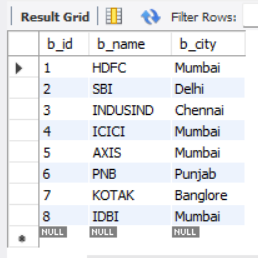 Result Grid Filter Rows:
b_id b_name b_city
1 HDFC Mumbai
2 SBI Delhi
3 INDUSIND Chennai
4 ICICI Mumbai
5 AXIS Mumbai
6 PNB Punjab
7 KOTAK Banglore
8 IDBI Mumbai
NULL NULL NULL